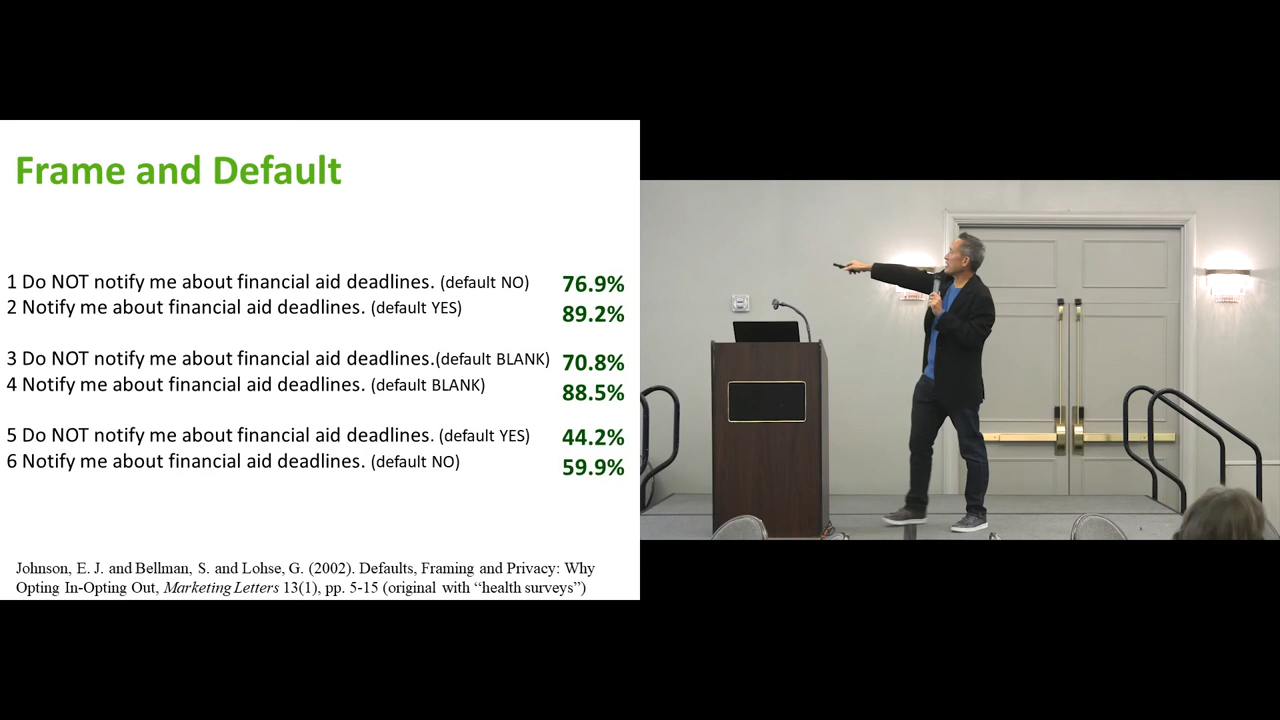 Frame and Default
1 Do NOT notify me about financial aid deadlines. (default NO) 76.9%
2 Notify me about financial aid deadlines. (default YES) 89.2%
3 Do NOT notify me about financial aid deadlines.(default BLANK) 70.8%
4 Notify me about financial aid deadlines. (default BLANK) 88.5%
5 Do NOT notify me about financial aid deadlines. (default YES) 44.2%
6 Notify me about financial aid deadlines. (default NO) 59.9%
Johnson, E. J. and Bellman, S. and Lohse, G. (2002). Defaults, Framing and Privacy: Why
Opting In-Opting Out, Marketing Letters 13(1), pp. 5-15 (original with “health surveys”)